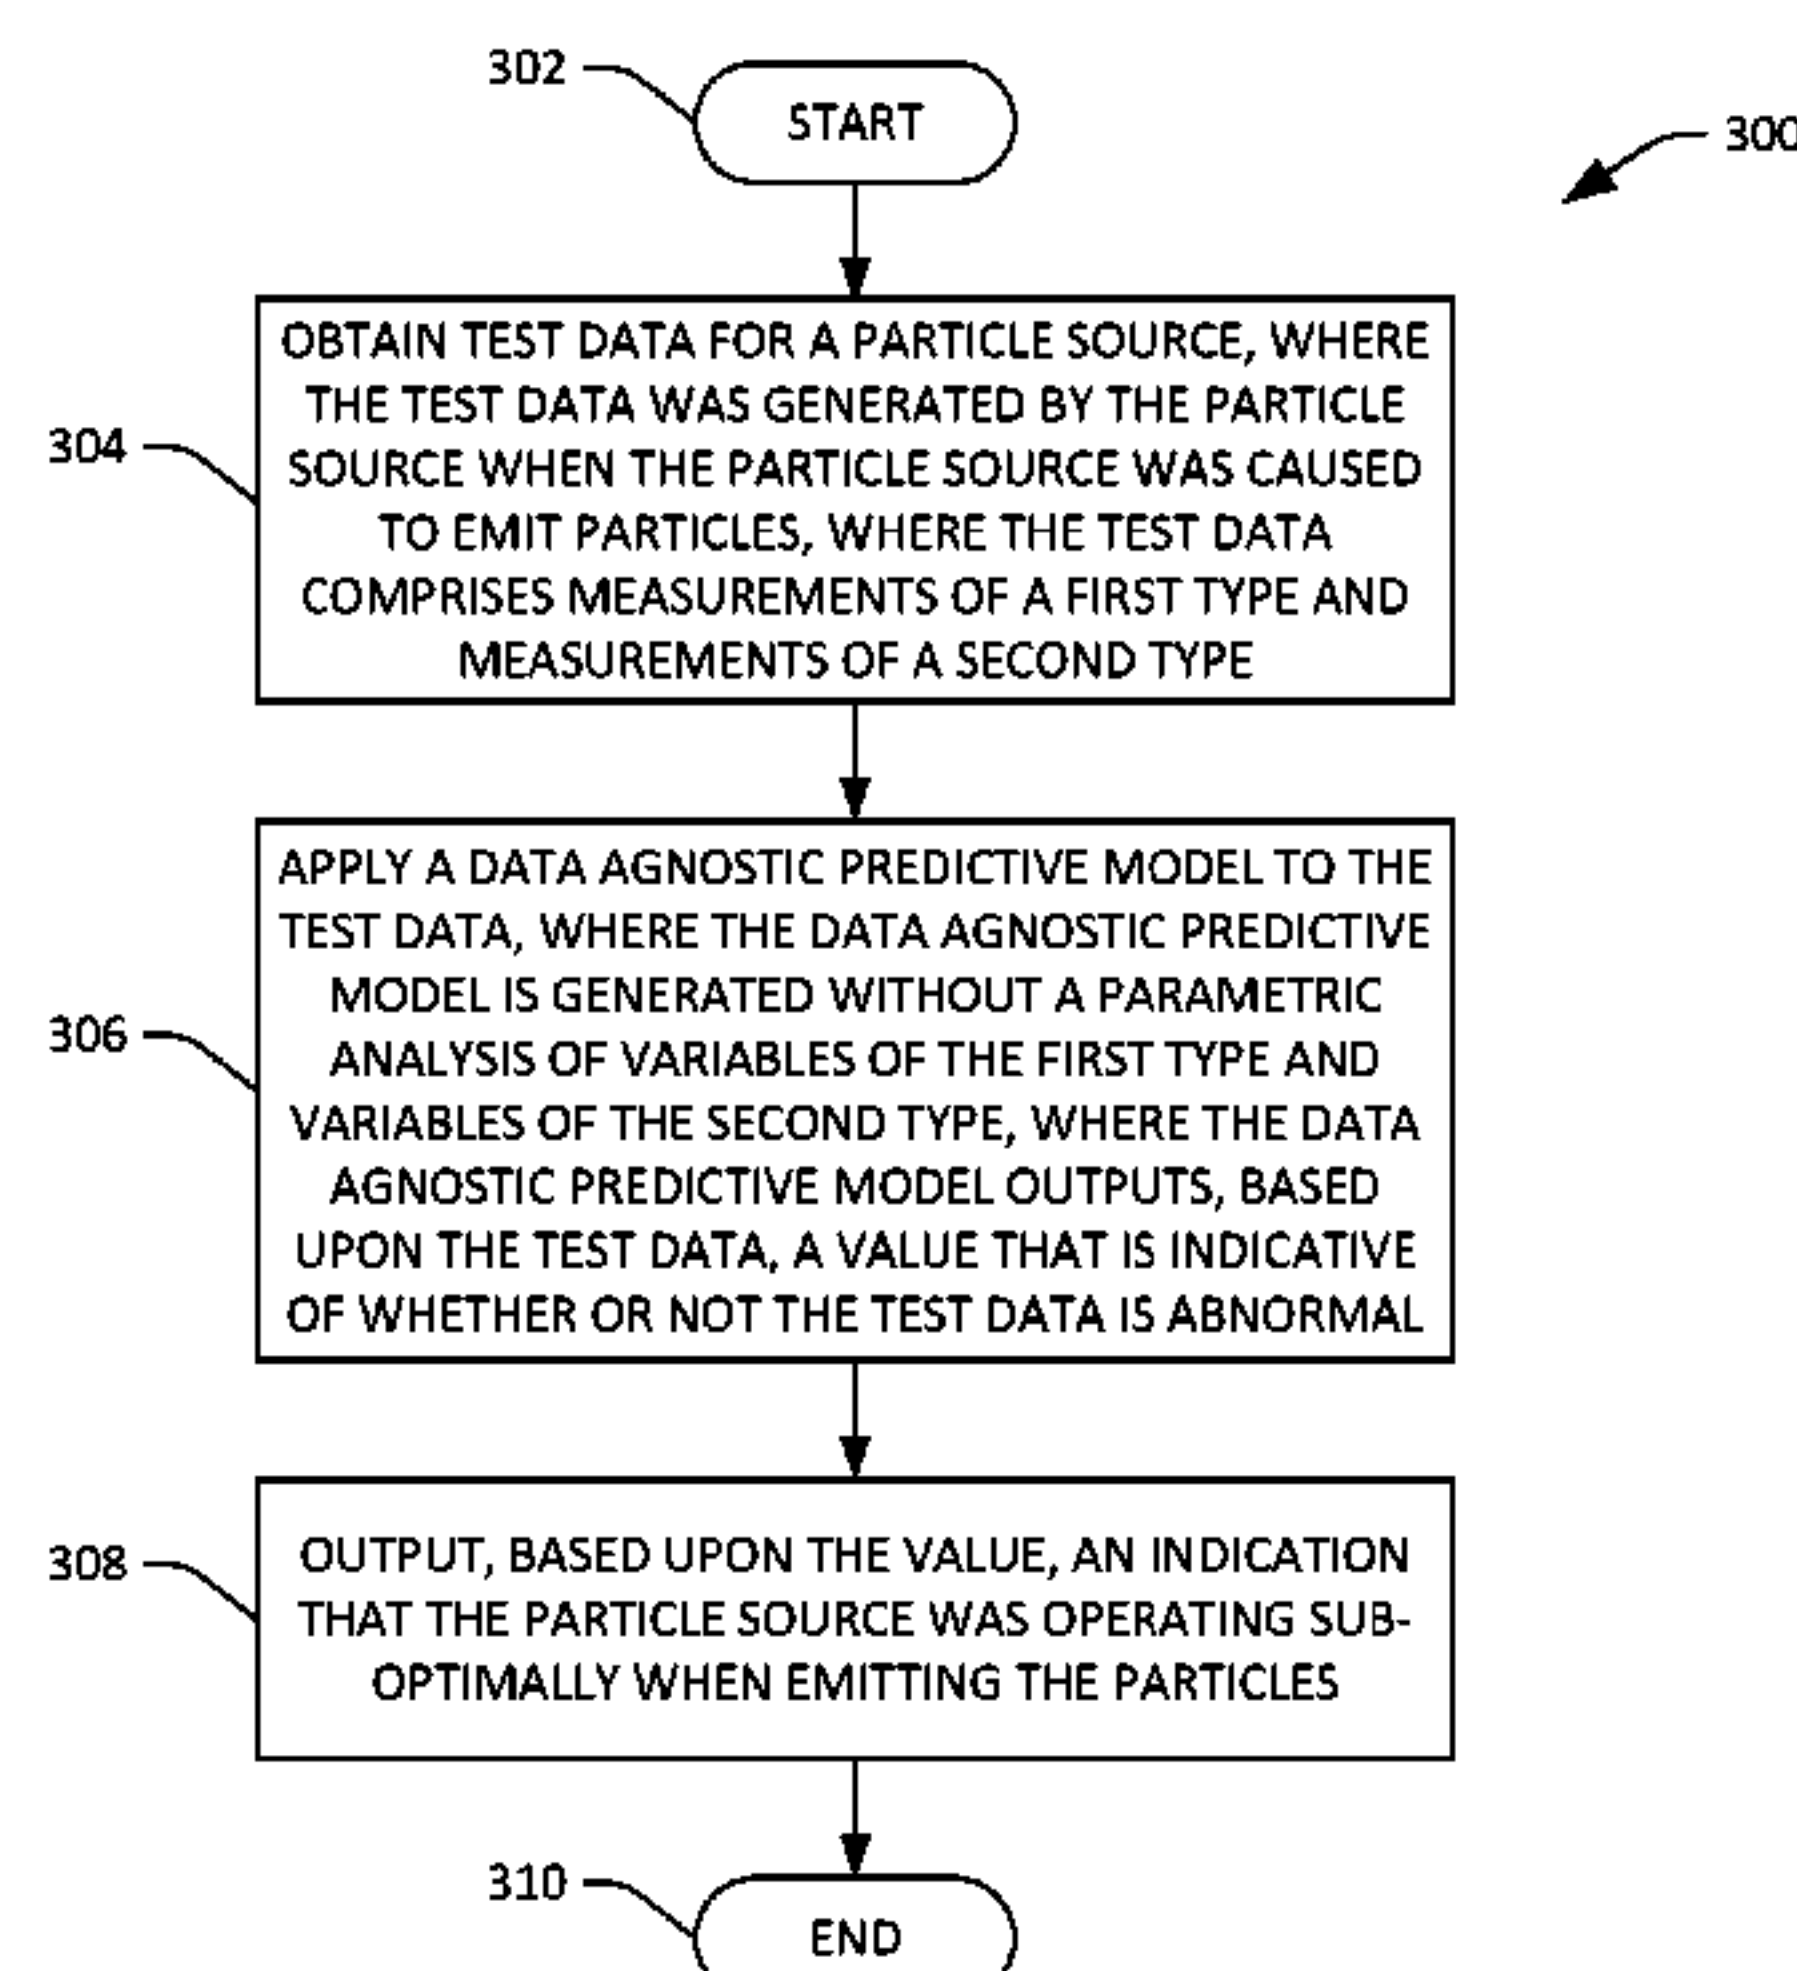 302
START
300
OBTAIN TEST DATA FOR A PARTICLE SOURCE, WHERE
THE TEST DATA WAS GENERATED BY THE PARTICLE
SOURCE WHEN THE PARTICLE SOURCE WAS CAUSED
TO EMIT PARTICLES, WHERE THE TEST DATA
COMPRISES MEASUREMENTS OF A FIRST TYPE AND
MEASUREMENTS OF A SECOND TYPE
304
APPLY A DATA AGNOSTIC PREDICTIVE MODEL TO THE
TEST DATA, WHERE THE DATA AGNOSTIC PREDICTIVE
MODEL IS GENERATED WITHOUT A PARAMETRIC
ANALYSIS OF VARIABLES OF THE FIRST TYPE AND
VARIABLES OF THE SECOND TYPE, WHERE THE DATA
AGNOSTIC PREDICTIVE MODEL OUTPUTS, BASED
UPON THE TEST DATA, A VALUE THAT IS INDICATIVE
OF WHETHER OR NOT THE TEST DATA IS ABNORMAL
306
OUTPUT, BASED UPON THE VALUE, AN INDICATION
THAT THE PARTICLE SOURCE WAS OPERATING SUB-
OPTIMALLY WHEN EMITTING THE PARTICLES
308
310
END